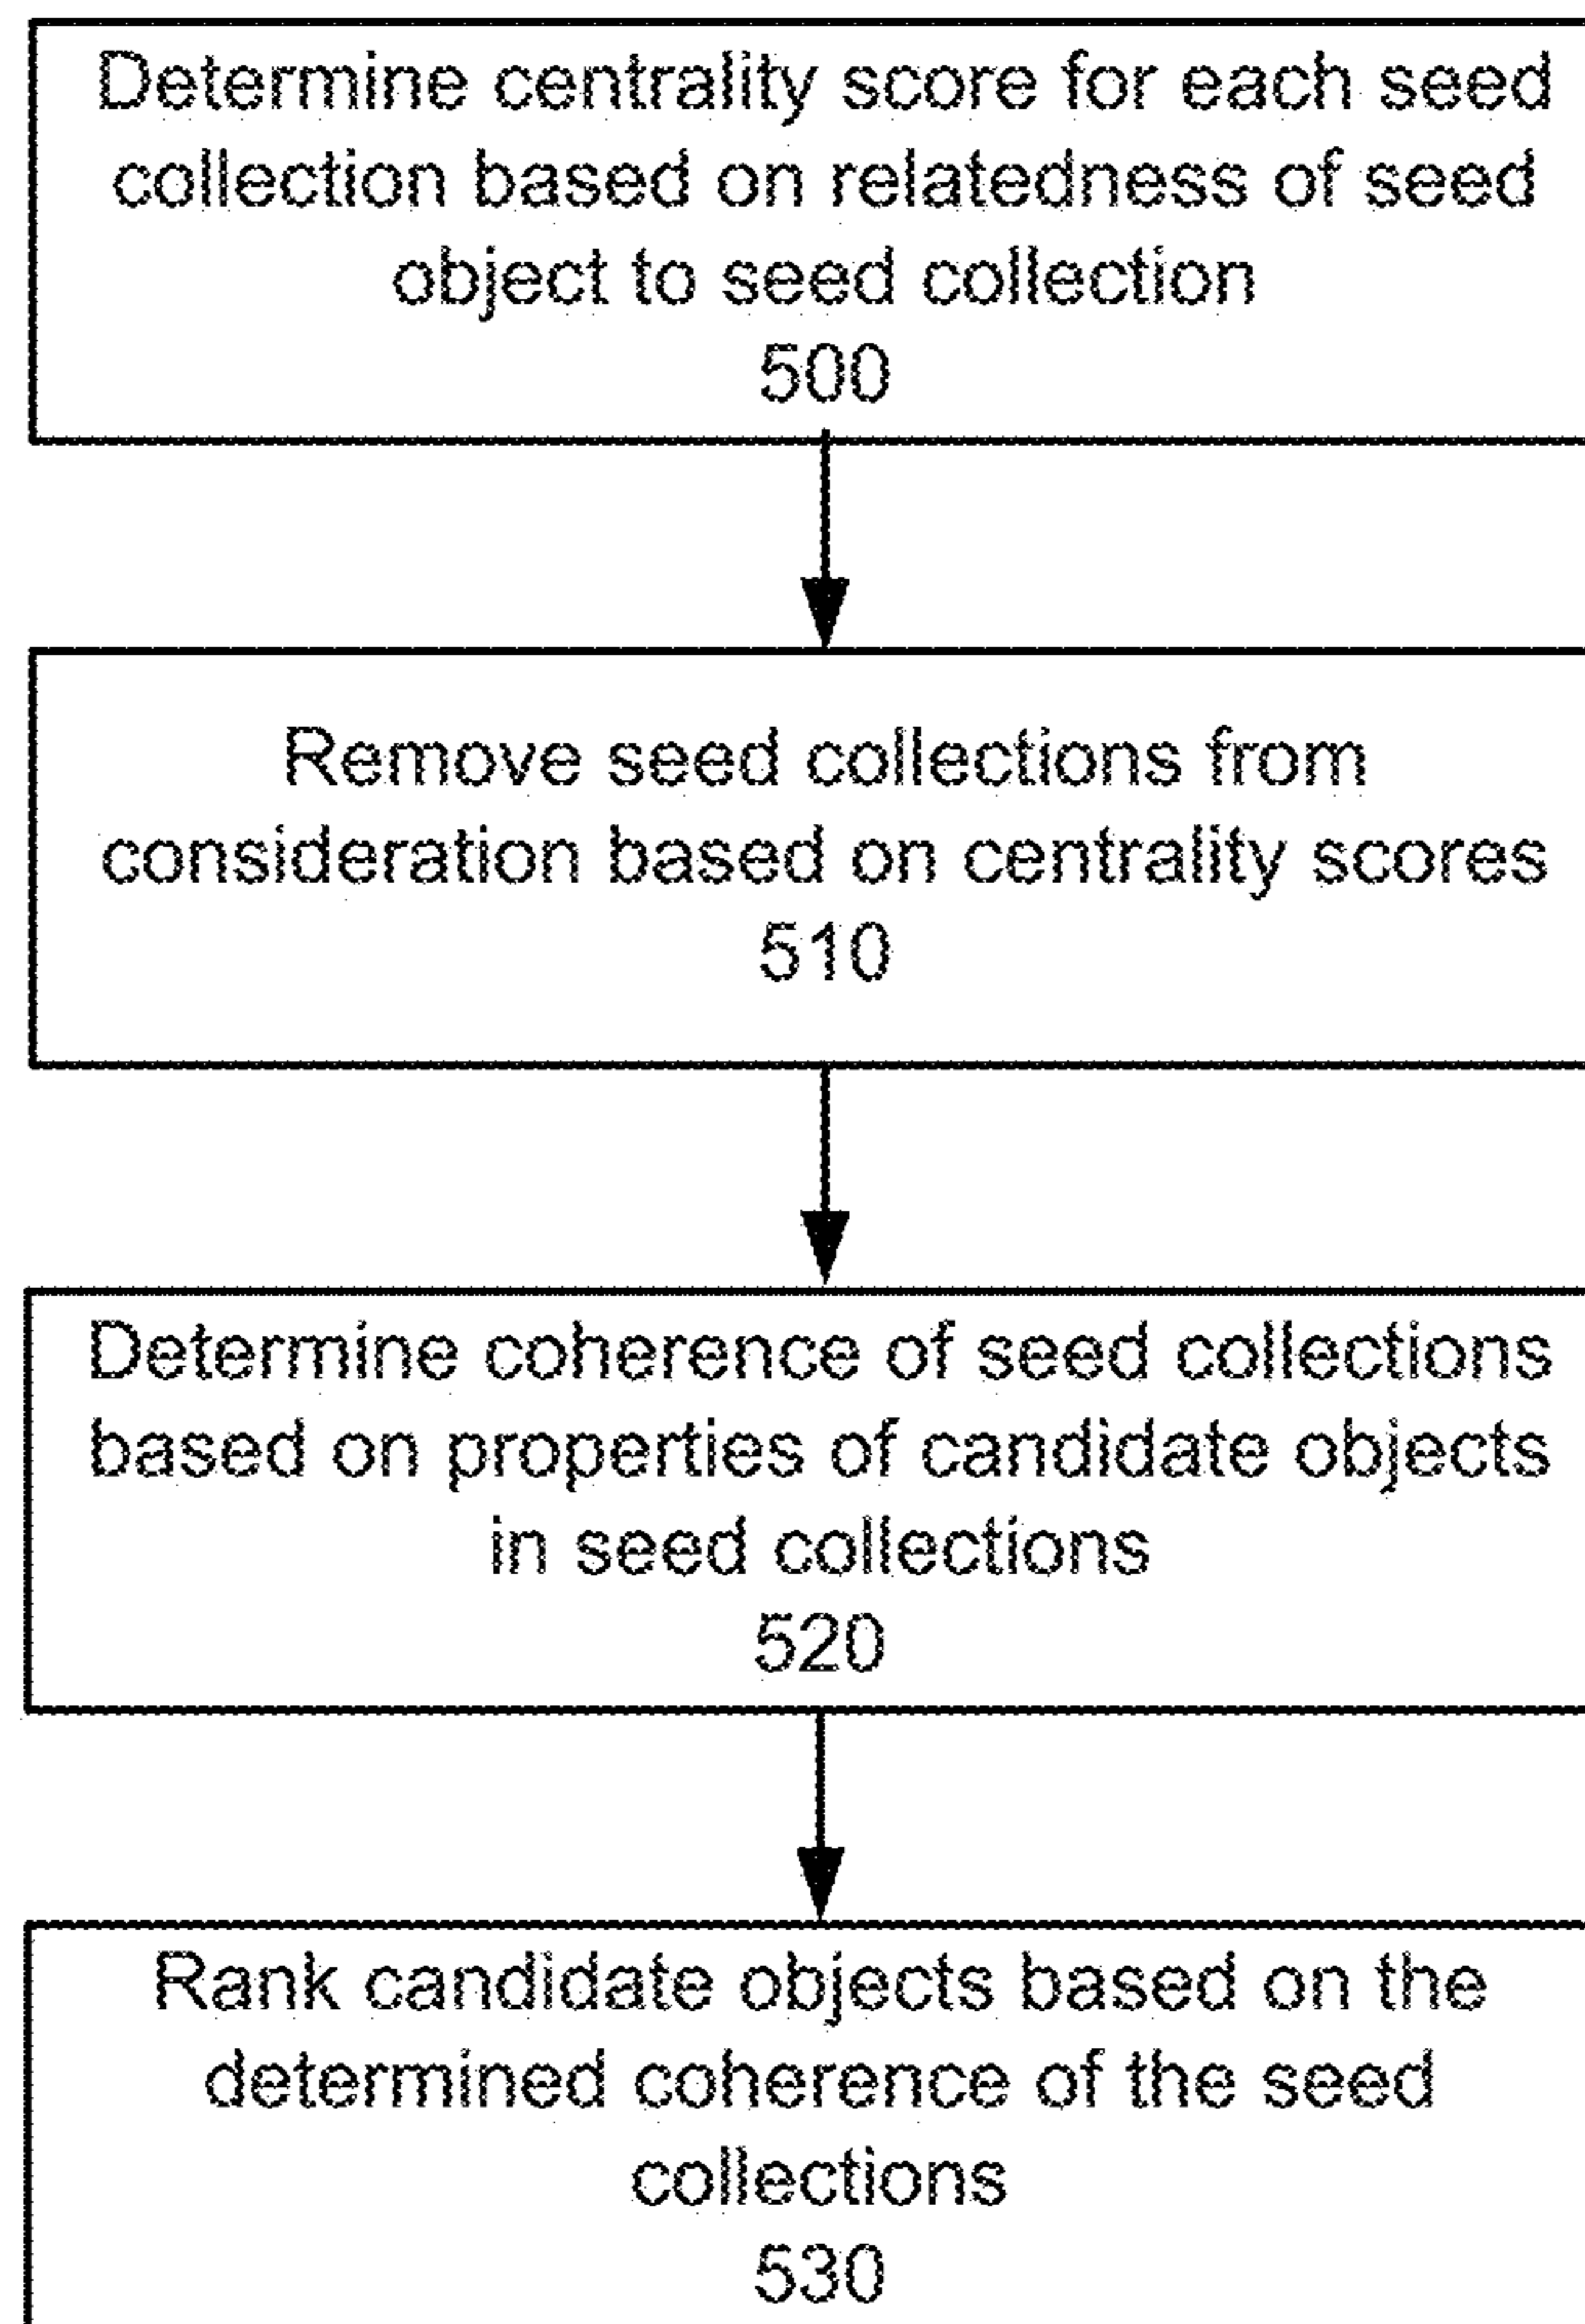 Determine centrality score for each seed
collection based on relatedness of seed
object to seed collection
500
Remove seed collections from
consideration based on centrality scores
510
Determine coherence of seed collections
based on properties of candidate objects
in seed collections
520
Rank candidate objects based on the
determined coherence of the seed
collections
530